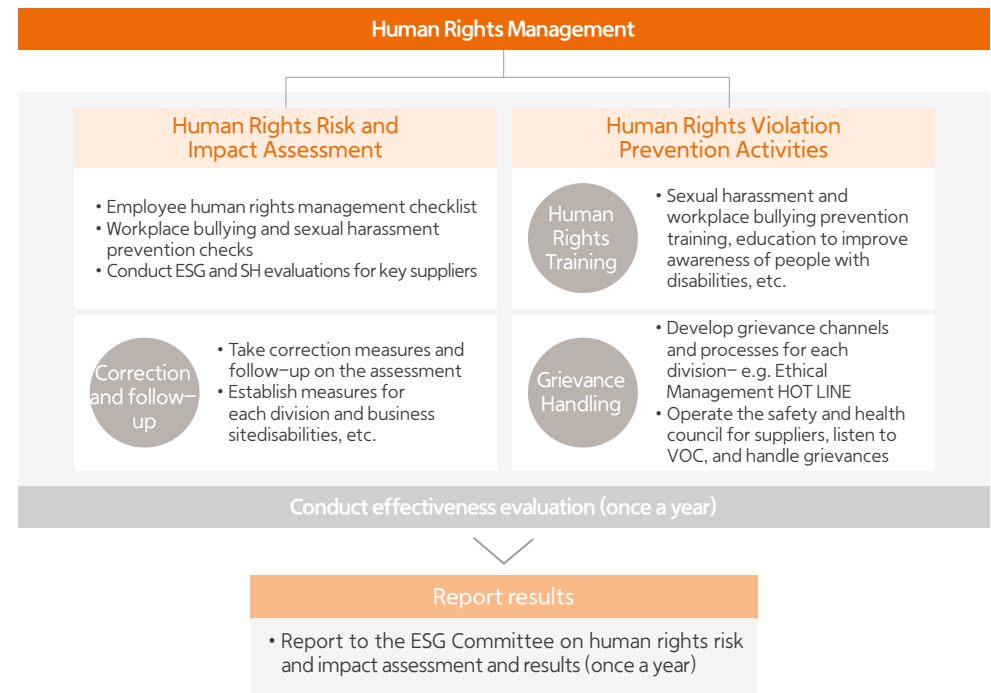 Human Rights Management
Human Rights Risk and
Impact Assessment
• Employee human rights management checklist
• Workplace bullying and sexual harassment
prevention checks
• Conduct ESG and SH evaluations for key suppliers
Correction
and follow–
up
• Take correction measures and
follow–up on the assessment
• Establish measures for
each division and business
sitedisabilities, etc.
Human Rights Violation
Prevention Activities
Human
Rights
Training
• Sexual harassment and
workplace bullying prevention
training, education to improve
awareness of people with
disabilities, etc.
Grievance
Handling
• Develop grievance channels
and processes for each
division– e.g. Ethical
Management HOT LINE
• Operate the safety and health
council for suppliers, listen to
VOC, and handle grievances
Conduct effectiveness evaluation (once a year)
Report results
• Report to the ESG Committee on human rights risk
and impact assessment and results (once a year)